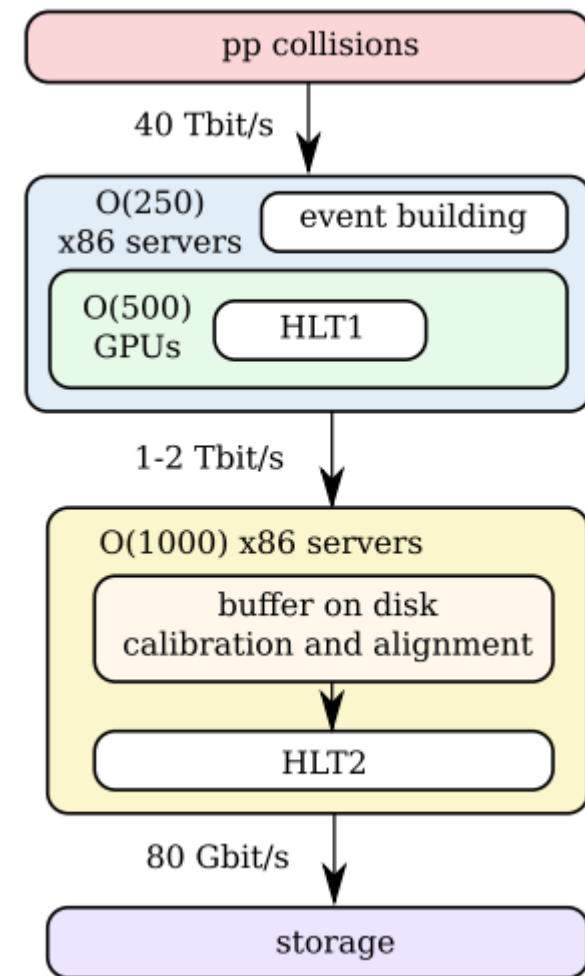 pp collisions
40 Tbit/s
O(250)
x86 servers
event building
O(500)
GPUs
HLT1
1-2 Tbit/s
O(1000) x86 servers
buffer on disk
calibration and alignment
HLT2
80 Gbit/s
storage